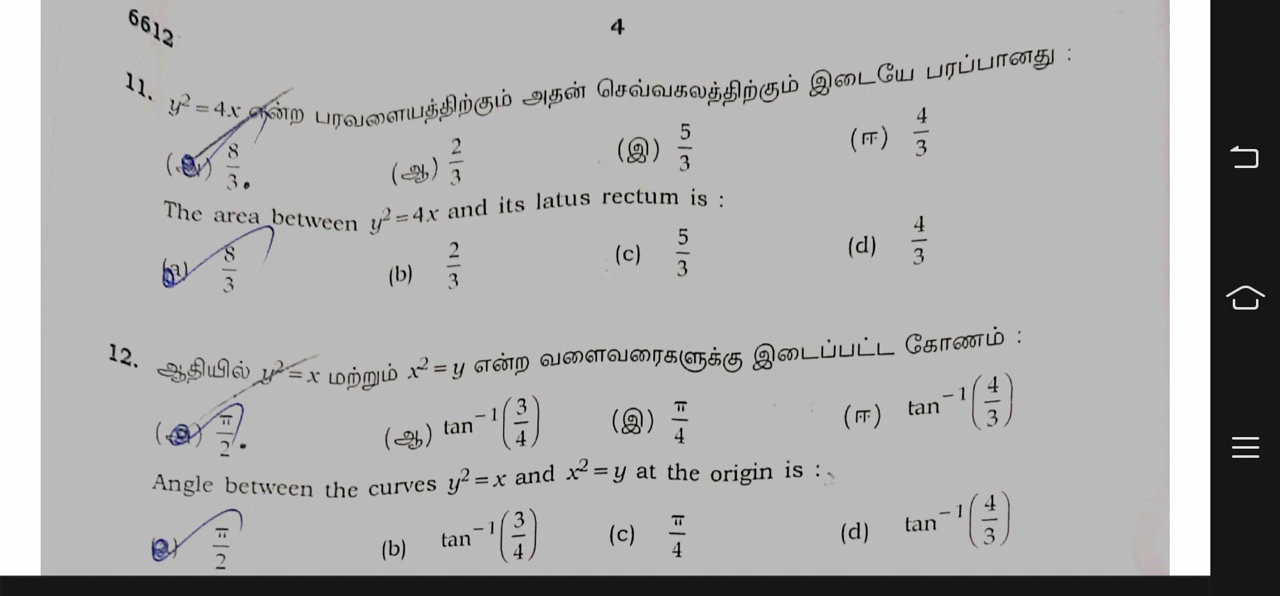 6612
4
11. y² = 4x என்ற பரவளையத்திற்கும் அதன் செவ்வகலத்திற்கும் இடையே பரப்பானது :
(அ) 8/3 (ஆ) 2/3 (இ) 5/3 (ஈ) 4/3
The area between y² = 4x and its latus rectum is :
(a) 8/3 (b) 2/3 (c) 5/3 (d) 4/3
12. ஆதியில் y² = x மற்றும் x² = y என்ற வளைவரைகளுக்கு இடைப்பட்ட கோணம் :
(அ) π/2 (ஆ) tan⁻¹(3/4) (இ) π/4 (ஈ) tan⁻¹(4/3)
Angle between the curves y² = x and x² = y at the origin is :
(a) π/2 (b) tan⁻¹(3/4) (c) π/4 (d) tan⁻¹(4/3)